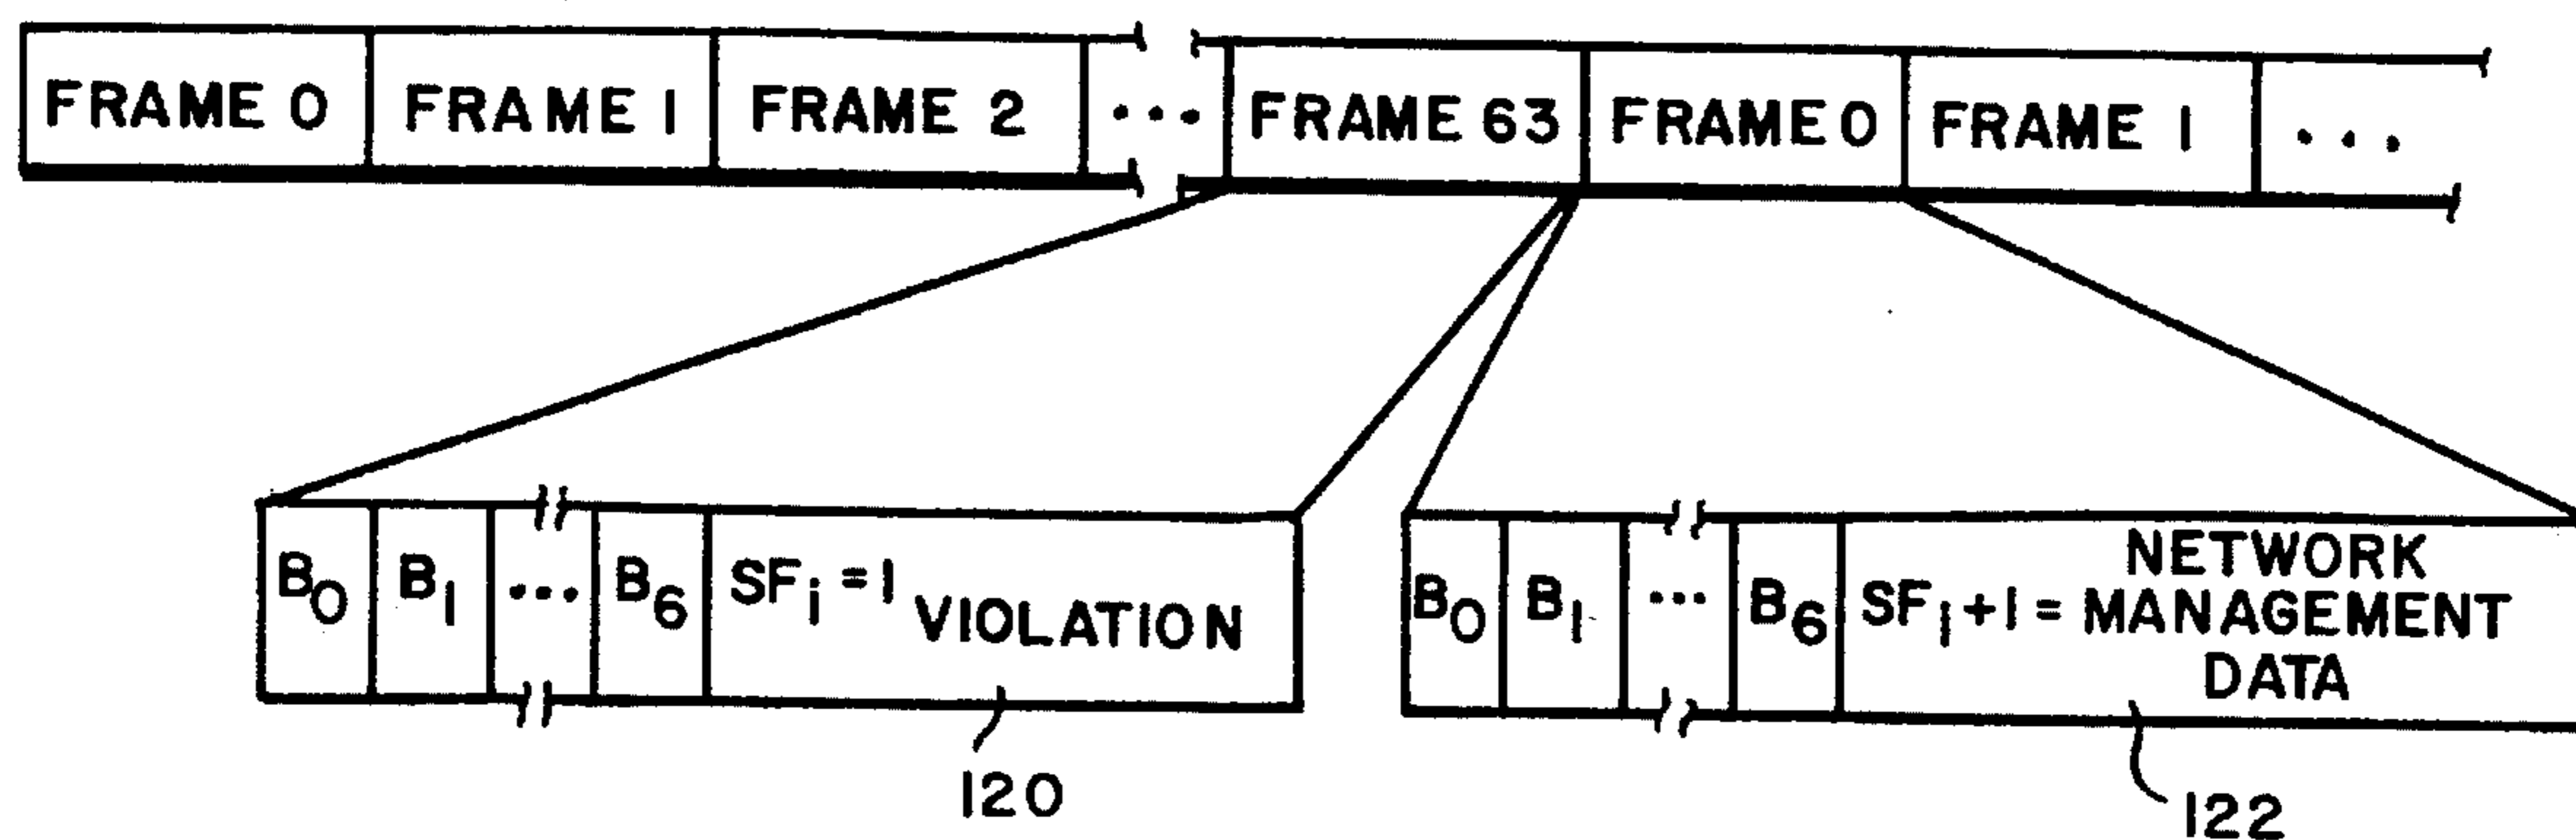 FRAME 0 FRAME 1 FRAME 2 ... FRAME 63 FRAME 0 FRAME 1 ...
B0 B1 ... B6 SFi = 1 VIOLATION
B0 B1 ... B6 SFi+1 = NETWORK
MANAGEMENT
DATA
120
122